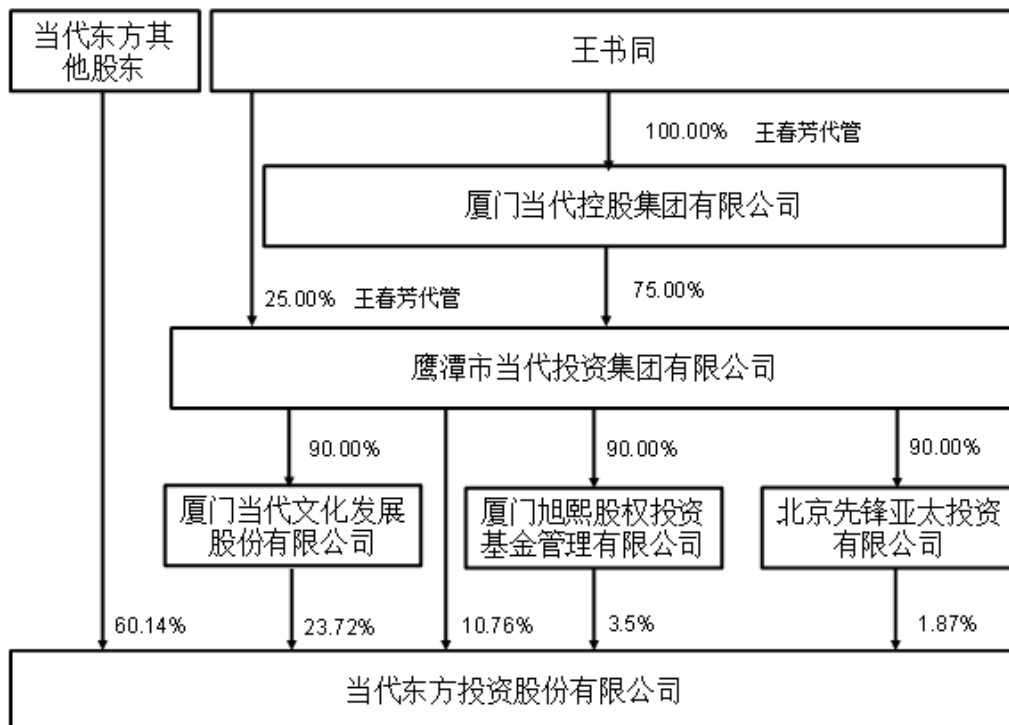 当代东方其
他股东
王书同
100.00% 王春芳代管
厦门当代控股集团有限公司
25.00% 王春芳代管
75.00%
鹰潭市当代投资集团有限公司
90.00%
90.00%
90.00%
厦门当代文化发展
股份有限公司
厦门旭熙股权投资
基金管理有限公司
北京先锋亚太投资
有限公司
60.14%
23.72%
10.76%
3.5%
1.87%
当代东方投资股份有限公司